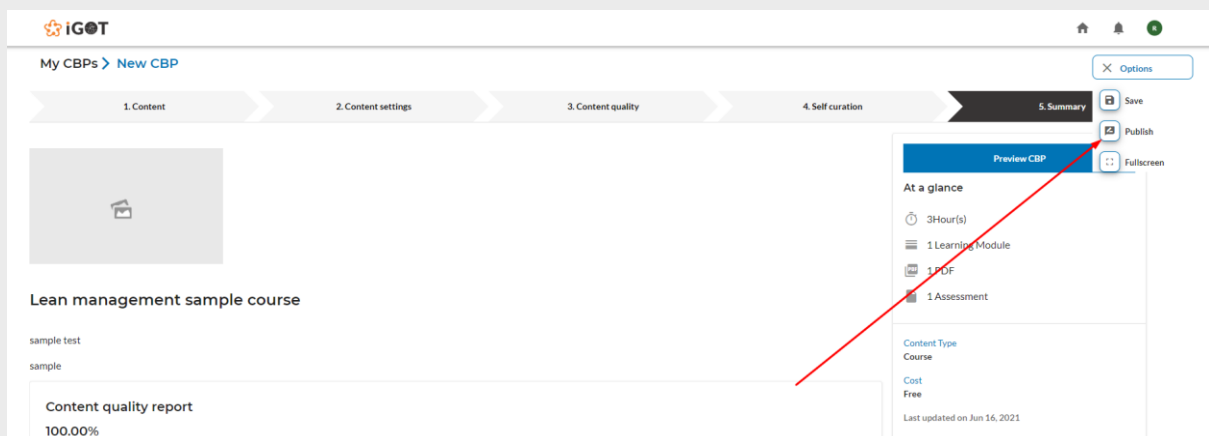 iGOT
R
My CBPs > New CBP
Options
1. Content
2. Content settings
3. Content quality
4. Self curation
5. Summary
Save
Publish
Fullscreen
Preview CBP
At a glance
3Hour(s)
1 Learning Module
1 PDF
1 Assessment
Lean management sample course
sample test
sample
Content Type
Course
Cost
Free
Last updated on Jun 16, 2021
Content quality report
100.00%